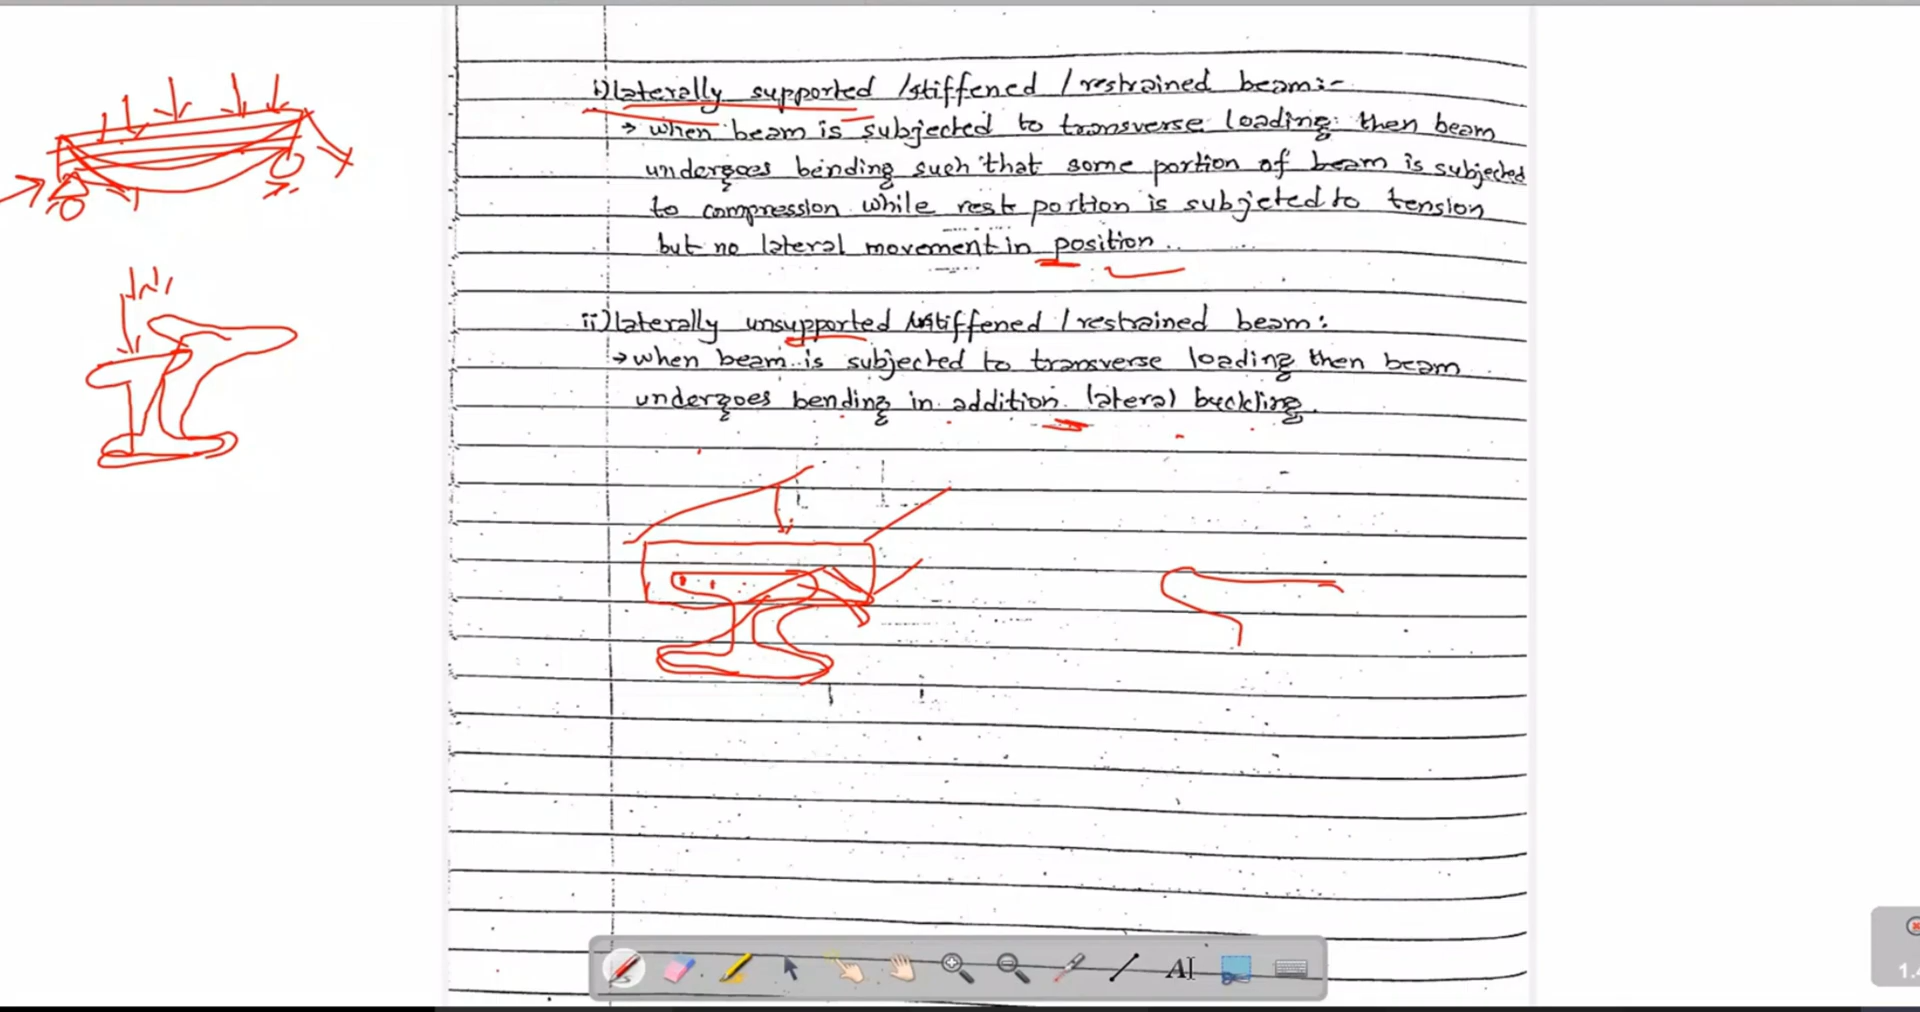 i) laterally supported /stiffened / restrained beam:-
→ when beam is subjected to transverse loading then beam
undergoes bending such that some portion of beam is subjected
to compression while rest portion is subjeted to tension
but no lateral movement in position..
ii) laterally unsupported /unstiffened / restrained beam:
→ when beam is subjected to transverse loading then beam
undergoes bending in addition lateral buckling.
AI